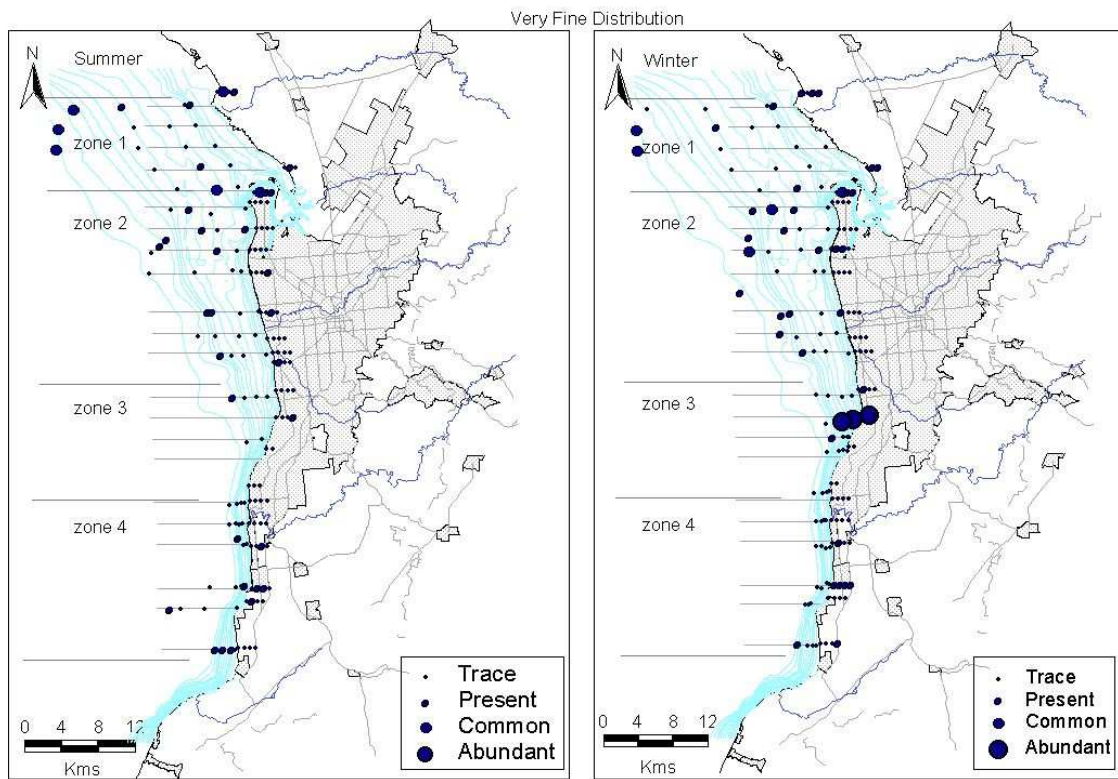 Very Fine Distribution
N
Summer
zone 1
zone 2
zone 3
zone 4
0 4 8 12
Kms
Trace
Present
Common
Abundant
N
Winter
zone 1
zone 2
zone 3
zone 4
0 4 8 12
Kms
Trace
Present
Common
Abundant